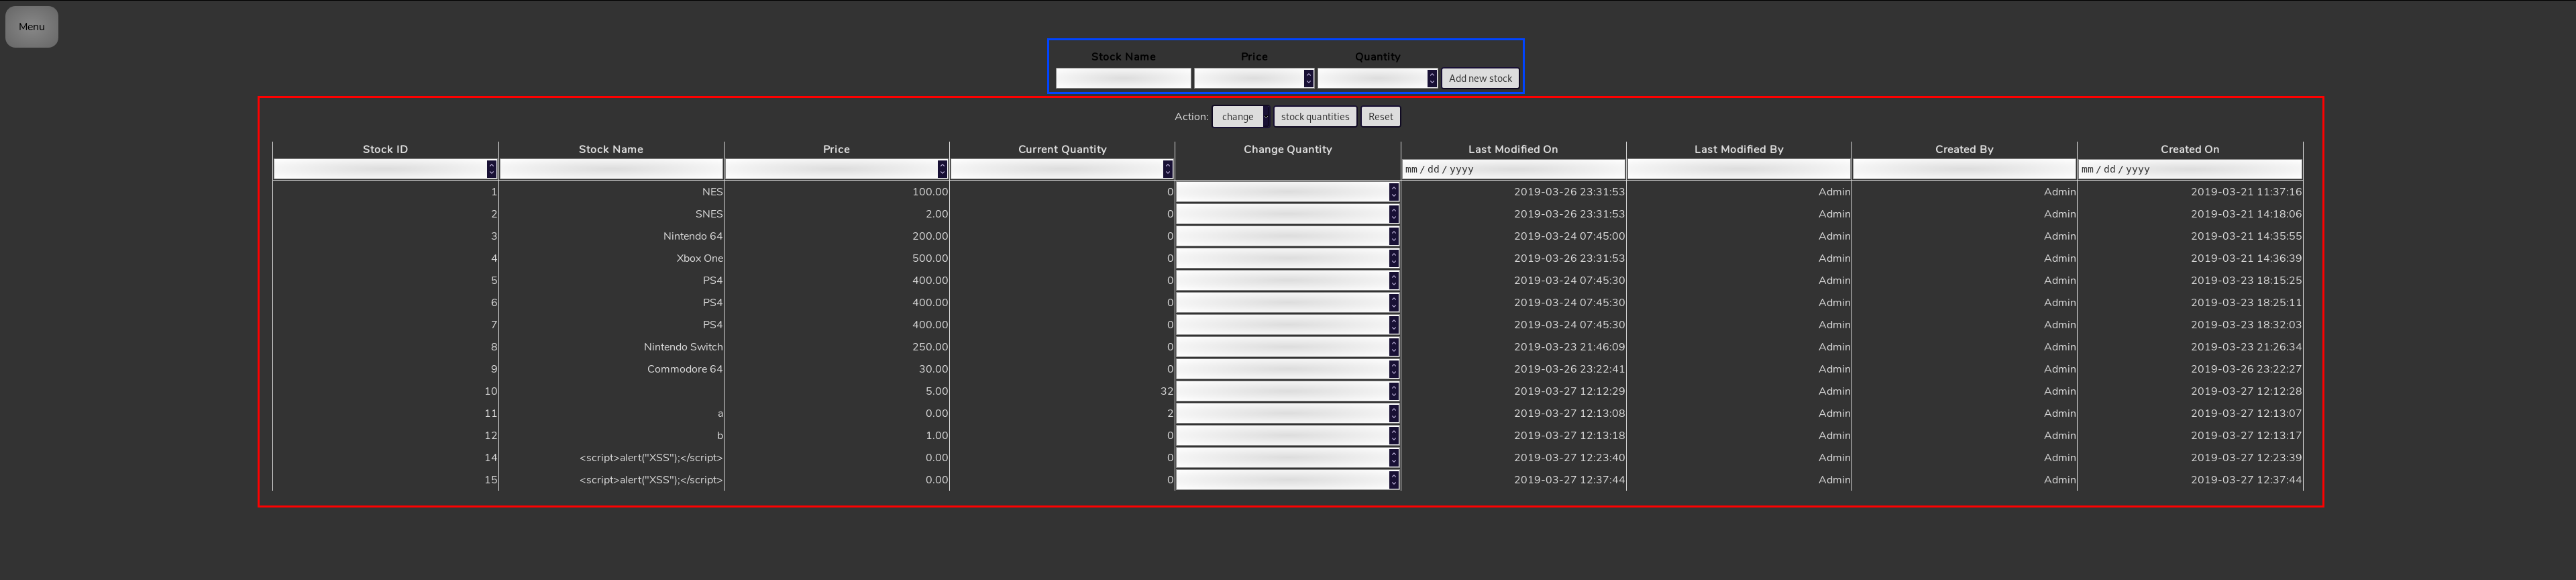 Menu
Stock Name Price Quantity
Add new stock
Action: change stock quantities Reset
Stock ID Stock Name Price Current Quantity Change Quantity Last Modified On Last Modified By Created By Created On
mm / dd / yyyy mm / dd / yyyy
1 NES 100.00 0 2019-03-26 23:31:53 Admin Admin 2019-03-21 11:37:16
2 SNES 2.00 0 2019-03-26 23:31:53 Admin Admin 2019-03-21 14:18:06
3 Nintendo 64 200.00 0 2019-03-24 07:45:00 Admin Admin 2019-03-21 14:35:55
4 Xbox One 500.00 0 2019-03-26 23:31:53 Admin Admin 2019-03-21 14:36:39
5 PS4 400.00 0 2019-03-24 07:45:30 Admin Admin 2019-03-23 18:15:25
6 PS4 400.00 0 2019-03-24 07:45:30 Admin Admin 2019-03-23 18:25:11
7 PS4 400.00 0 2019-03-24 07:45:30 Admin Admin 2019-03-23 18:32:03
8 Nintendo Switch 250.00 0 2019-03-23 21:46:09 Admin Admin 2019-03-23 21:26:34
9 Commodore 64 30.00 0 2019-03-26 23:22:41 Admin Admin 2019-03-26 23:22:27
10 5.00 32 2019-03-27 12:12:29 Admin Admin 2019-03-27 12:12:28
11 a 0.00 2 2019-03-27 12:13:08 Admin Admin 2019-03-27 12:13:07
12 b 1.00 0 2019-03-27 12:13:18 Admin Admin 2019-03-27 12:13:17
14 <script>alert("XSS");</script> 0.00 0 2019-03-27 12:23:40 Admin Admin 2019-03-27 12:23:39
15 <script>alert("XSS");</script> 0.00 0 2019-03-27 12:37:44 Admin Admin 2019-03-27 12:37:44